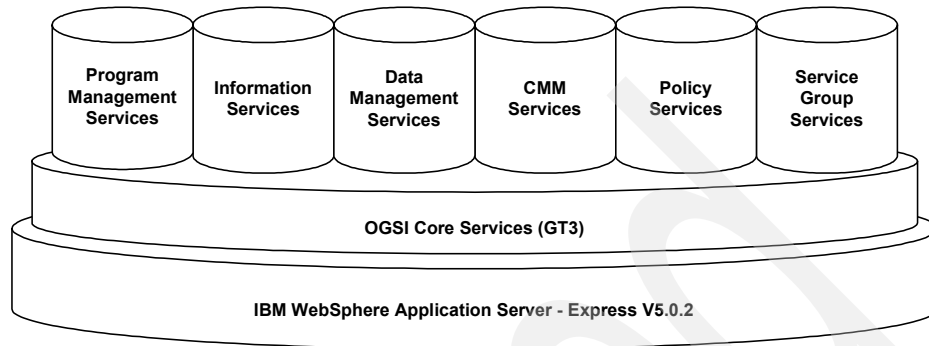 Program
Management
Services
Information
Services
Data
Management
Services
CMM
Services
Policy
Services
Service
Group
Services
OGSI Core Services (GT3)
IBM WebSphere Application Server - Express V5.0.2